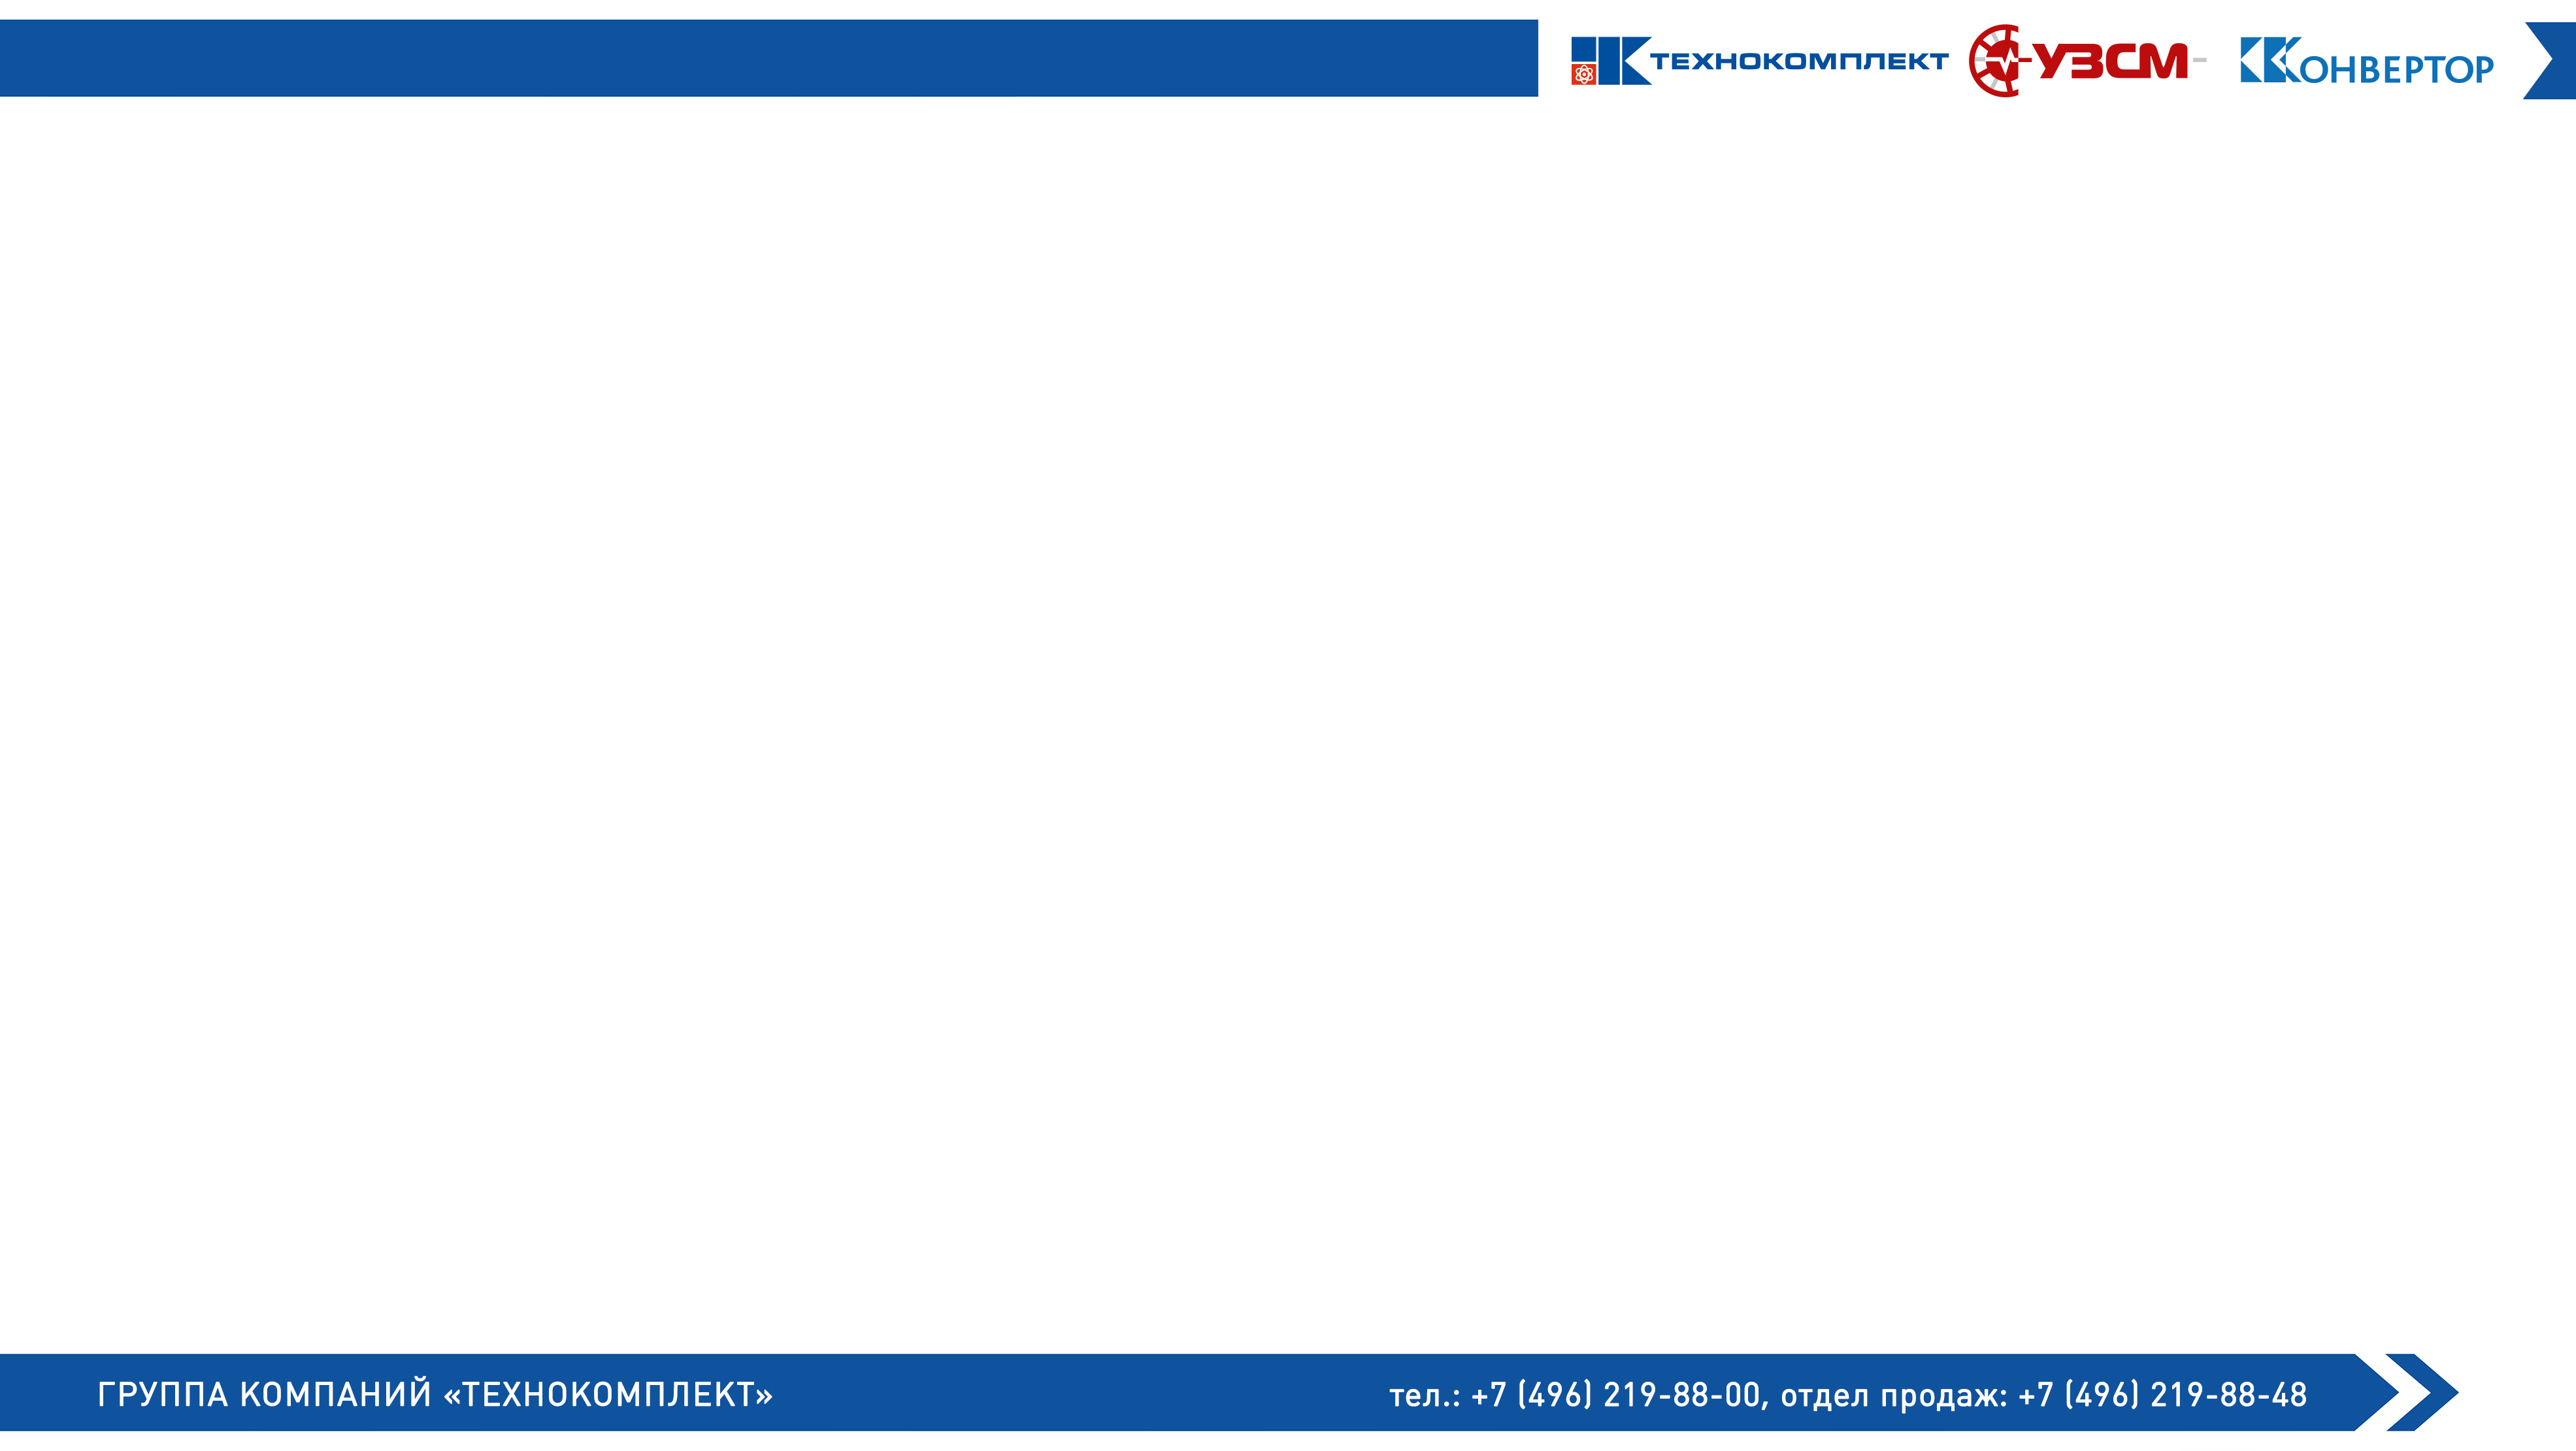 ТЕХНОКОМПЛЕКТ УЗСМ КОНВЕРТОР
ГРУППА КОМПАНИЙ «ТЕХНОКОМПЛЕКТ» тел.: +7 (496) 219-88-00, отдел продаж: +7 (496) 219-88-48